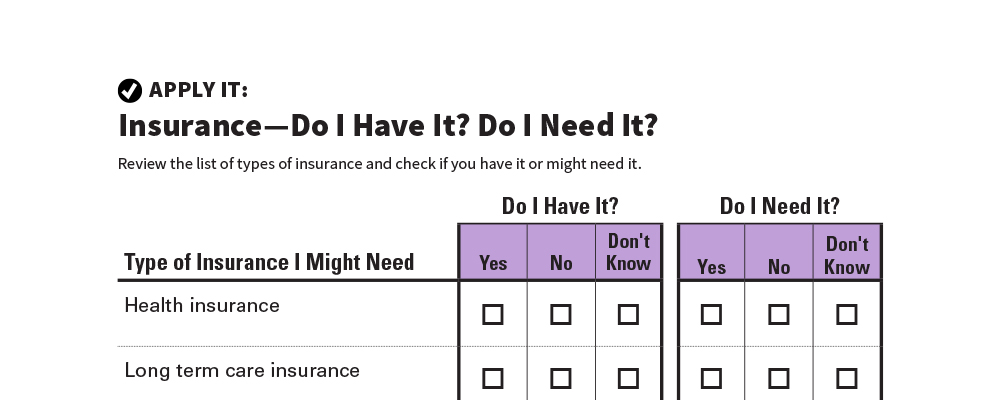 APPLY IT:
Insurance—Do I Have It? Do I Need It?
Review the list of types of insurance and check if you have it or might need it.
Do I Have It? Do I Need It?
Type of Insurance I Might Need Yes No Don't Know Yes No Don't Know
Health insurance
Long term care insurance